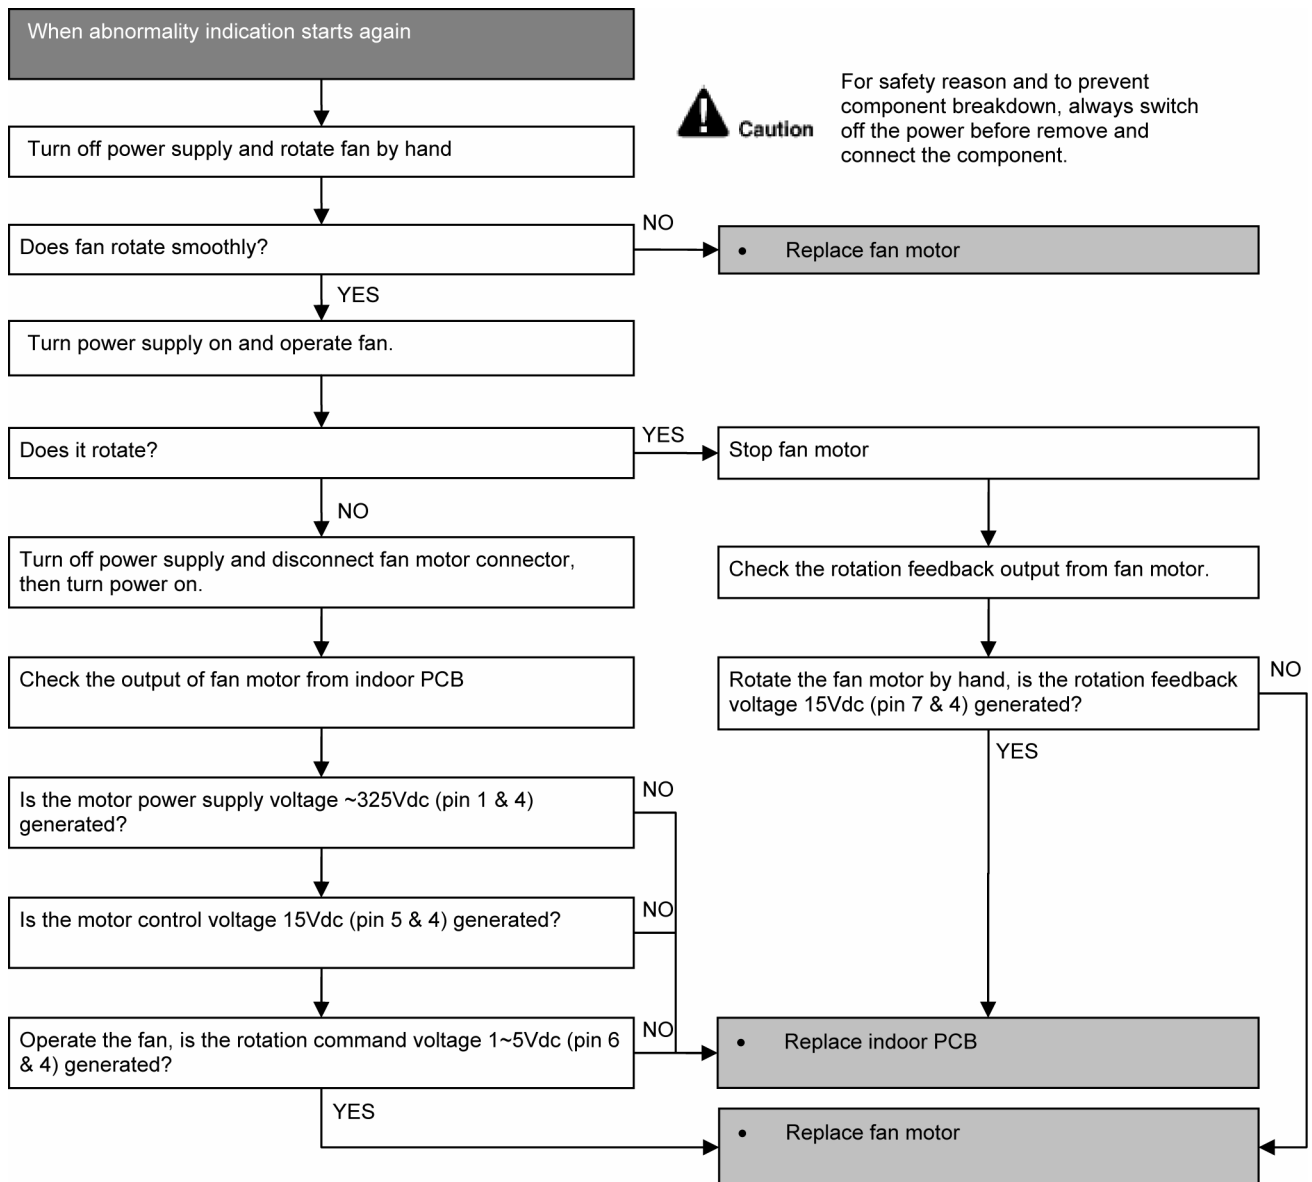 When abnormality indication starts again
For safety reason and to prevent
component breakdown, always switch
off the power before remove and
connect the component.
Caution
Turn off power supply and rotate fan by hand
Does fan rotate smoothly?
NO
• Replace fan motor
YES
Turn power supply on and operate fan.
Does it rotate?
YES
Stop fan motor
NO
Turn off power supply and disconnect fan motor connector,
then turn power on.
Check the rotation feedback output from fan motor.
Check the output of fan motor from indoor PCB
Rotate the fan motor by hand, is the rotation feedback
voltage 15Vdc (pin 7 & 4) generated?
NO
YES
Is the motor power supply voltage ~325Vdc (pin 1 & 4)
generated?
NO
Is the motor control voltage 15Vdc (pin 5 & 4) generated?
NO
Operate the fan, is the rotation command voltage 1~5Vdc (pin 6
& 4) generated?
NO
• Replace indoor PCB
YES
• Replace fan motor